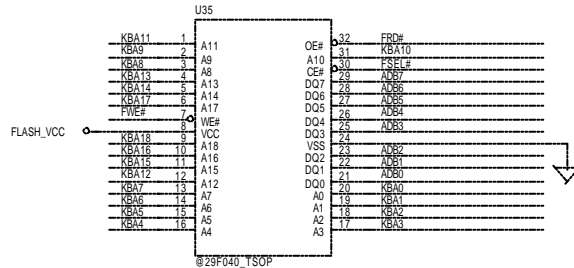 U35
KBA11 1 A11 OE# 32 FRD#
KBA9 2 A9 A10 31 KBA10
KBA8 3 A8 CE# 30 FSEL#
KBA13 4 A13 DQ7 29 ADB7
KBA14 5 A14 DQ6 28 ADB6
KBA17 6 A17 DQ5 27 ADB5
FWE# 7 WE# DQ4 26 ADB4
FLASH_VCC 8 VCC DQ3 25 ADB3
KBA18 9 A18 VSS 24
KBA16 10 A16 DQ2 23 ADB2
KBA15 11 A15 DQ1 22 ADB1
KBA12 12 A12 DQ0 21 ADB0
KBA7 13 A7 A0 20 KBA0
KBA6 14 A6 A1 19 KBA1
KBA5 15 A5 A2 18 KBA2
KBA4 16 A4 A3 17 KBA3
@29F040_TSOP